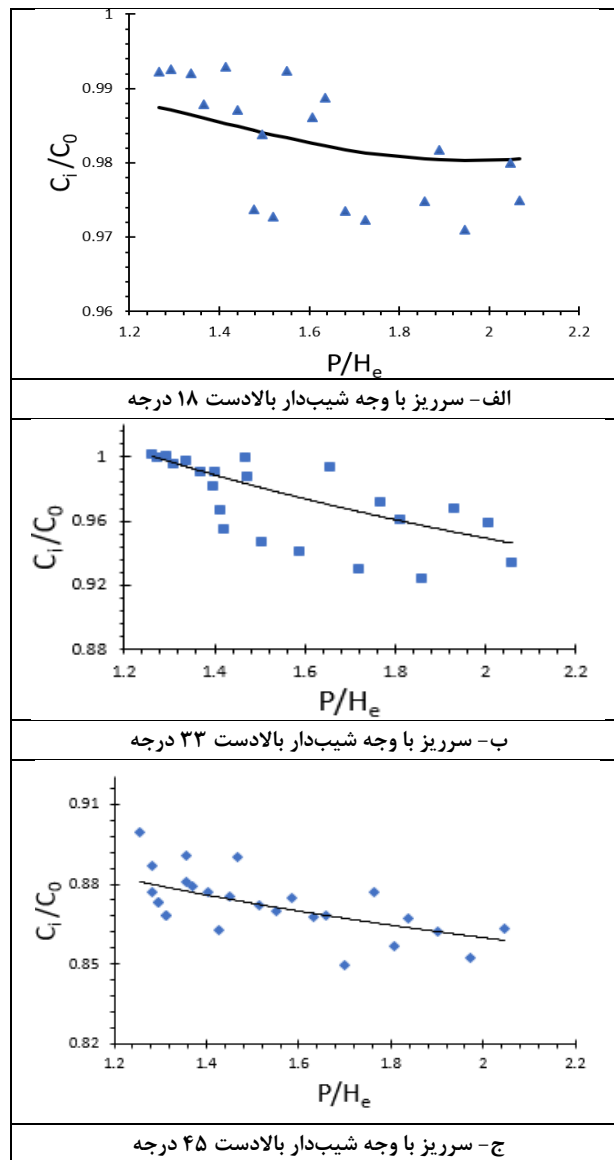 1
0.99
0.98
0.97
0.96
Ci/C0
1.2 1.4 1.6 1.8 2 2.2
P/He
الف- سرریز با وجه شیب‌دار بالادست ۱۸ درجه
1
0.96
0.92
0.88
Ci/C0
1.2 1.4 1.6 1.8 2 2.2
P/He
ب- سرریز با وجه شیب‌دار بالادست ۳۳ درجه
0.91
0.88
0.85
0.82
Ci/C0
1.2 1.4 1.6 1.8 2 2.2
P/He
ج- سرریز با وجه شیب‌دار بالادست ۴۵ درجه